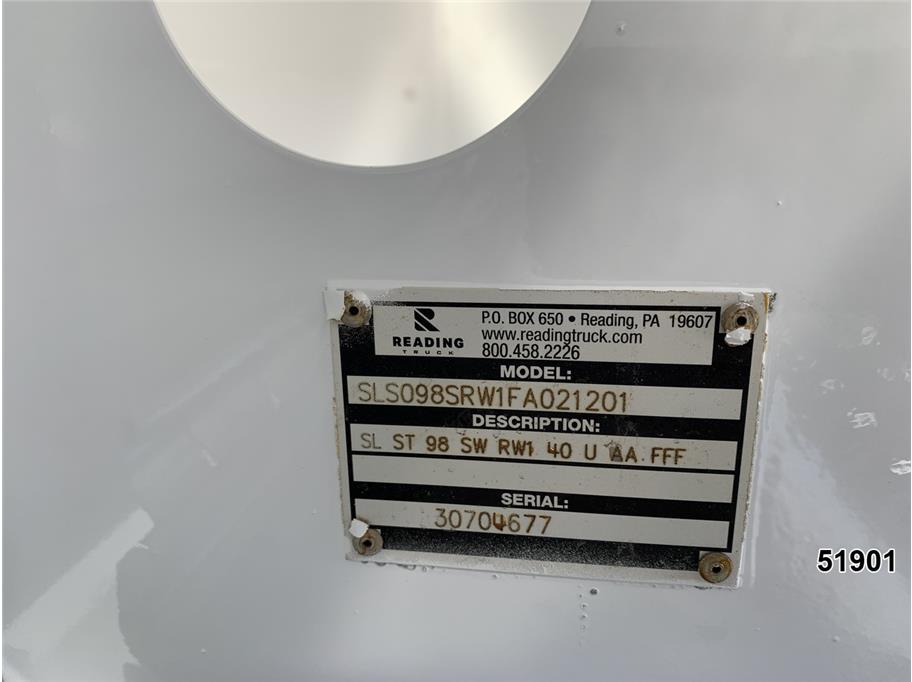 READING
TRUCK
P.O. BOX 650 • Reading, PA 19607
www.readingtruck.com
800.458.2226
MODEL:
SLS098SRW1FA021201
DESCRIPTION:
SL ST 98 SW RW1 40 U AA FFF
SERIAL:
30704677
51901